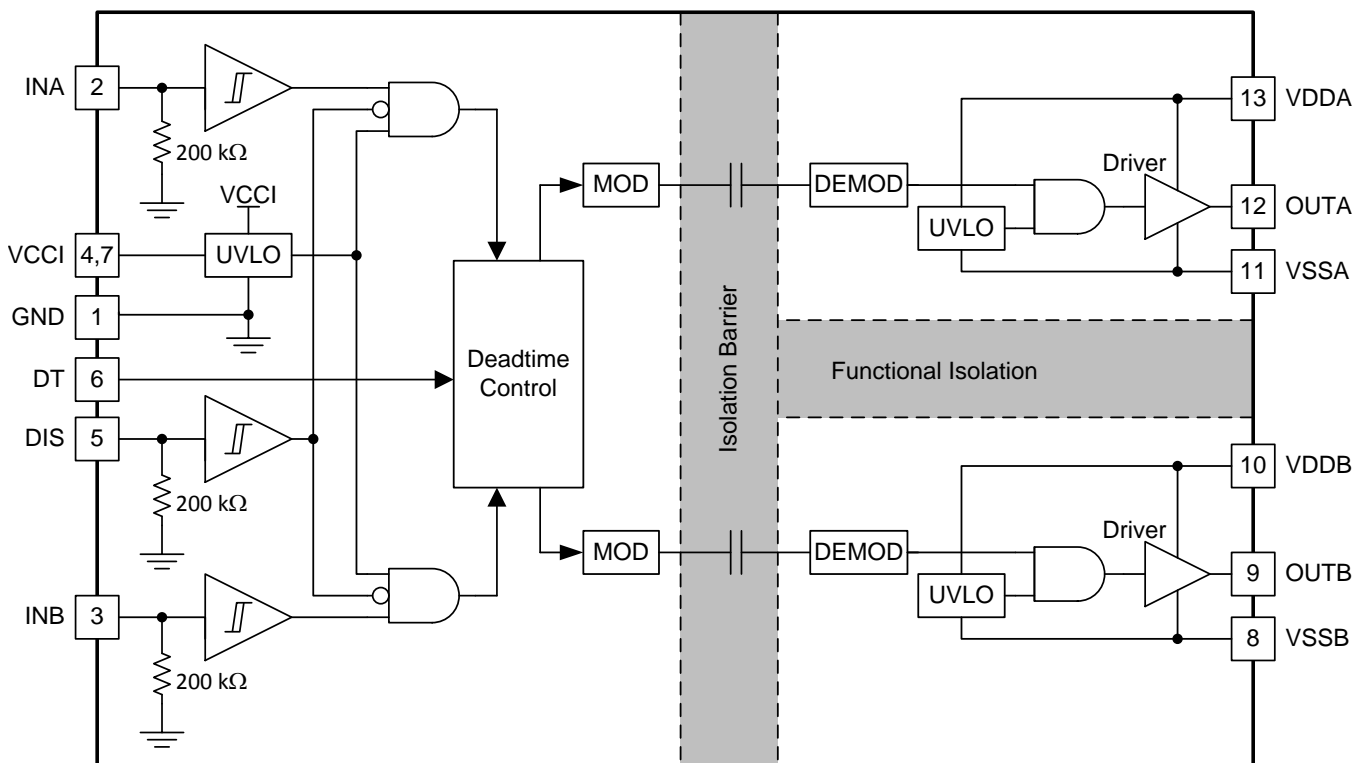 INA
2
200 kΩ
VCCI
VCCI
4,7
UVLO
GND
1
DT
6
DIS
5
200 kΩ
INB
3
200 kΩ
Deadtime
Control
MOD
MOD
Isolation Barrier
Functional Isolation
DEMOD
UVLO
Driver
13
VDDA
12
OUTA
11
VSSA
DEMOD
UVLO
Driver
10
VDDB
9
OUTB
8
VSSB